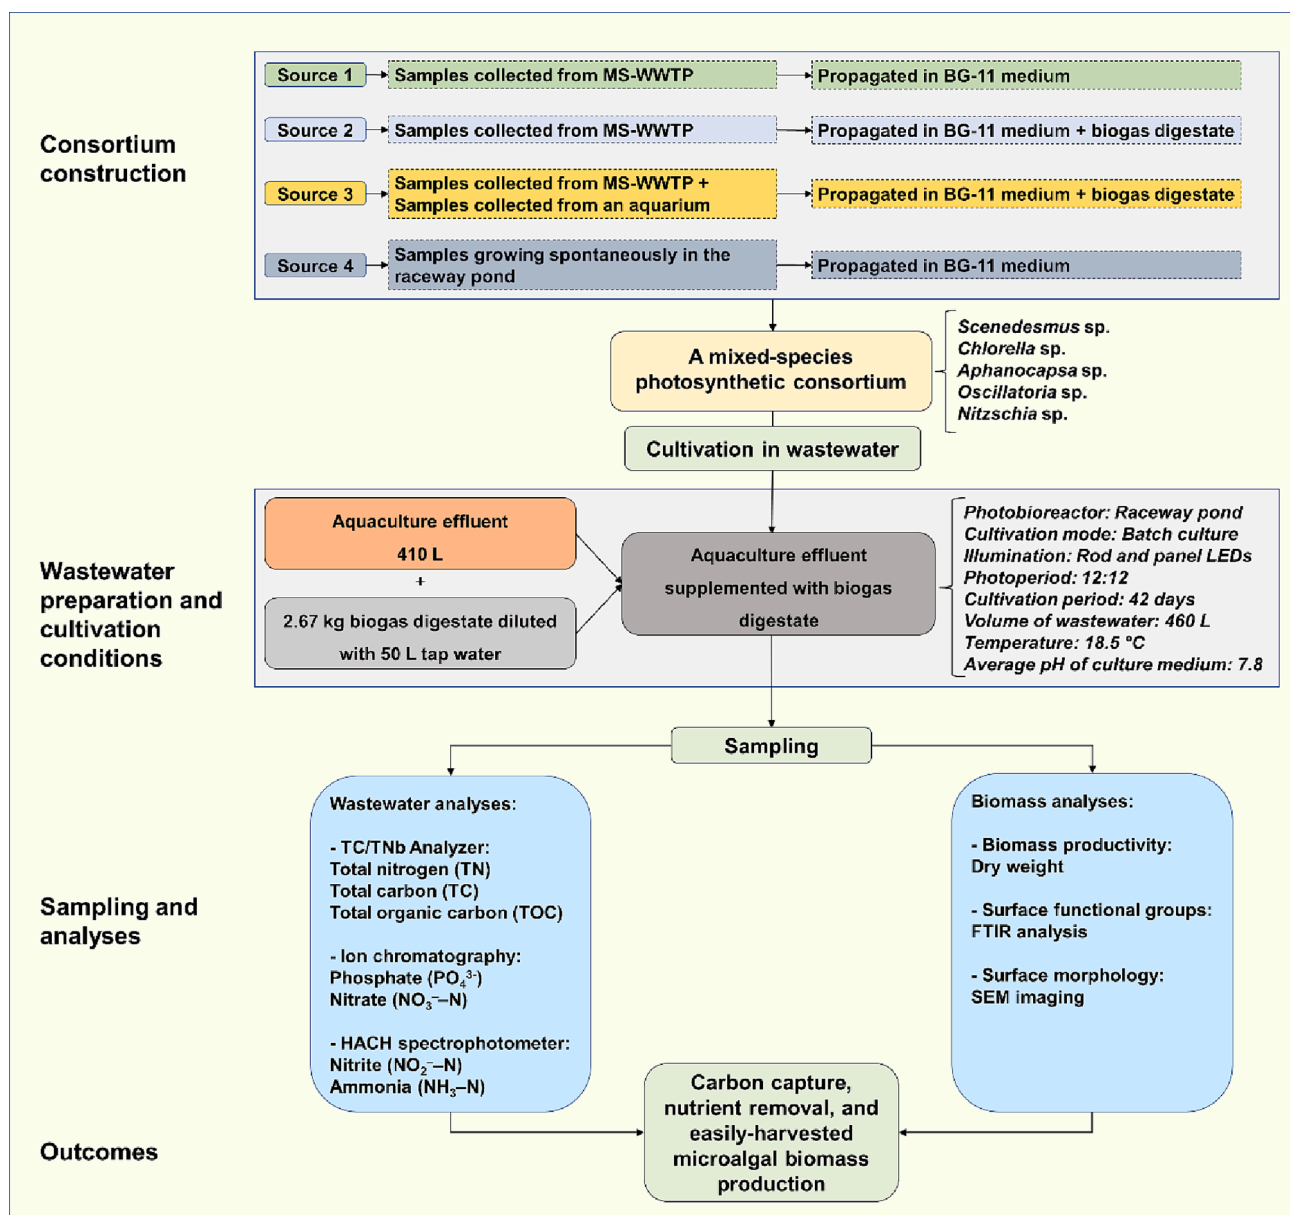 Consortium
construction
Source 1
Samples collected from MS-WWTP
Propagated in BG-11 medium
Source 2
Samples collected from MS-WWTP
Propagated in BG-11 medium + biogas digestate
Source 3
Samples collected from MS-WWTP +
Samples collected from an aquarium
Propagated in BG-11 medium + biogas digestate
Source 4
Samples growing spontaneously in the
raceway pond
Propagated in BG-11 medium
A mixed-species
photosynthetic consortium
Scenedesmus sp.
Chlorella sp.
Aphanocapsa sp.
Oscillatoria sp.
Nitzschia sp.
Cultivation in wastewater
Wastewater
preparation and
cultivation
conditions
Aquaculture effluent
410 L
+
2.67 kg biogas digestate diluted
with 50 L tap water
Aquaculture effluent
supplemented with biogas
digestate
Photobioreactor: Raceway pond
Cultivation mode: Batch culture
Illumination: Rod and panel LEDs
Photoperiod: 12:12
Cultivation period: 42 days
Volume of wastewater: 460 L
Temperature: 18.5 °C
Average pH of culture medium: 7.8
Sampling
Sampling and
analyses
Wastewater analyses:
- TC/TNb Analyzer:
Total nitrogen (TN)
Total carbon (TC)
Total organic carbon (TOC)
- Ion chromatography:
Phosphate (PO₄³⁻)
Nitrate (NO₃⁻–N)
- HACH spectrophotometer:
Nitrite (NO₂⁻–N)
Ammonia (NH₃–N)
Biomass analyses:
- Biomass productivity:
Dry weight
- Surface functional groups:
FTIR analysis
- Surface morphology:
SEM imaging
Outcomes
Carbon capture,
nutrient removal, and
easily-harvested
microalgal biomass
production